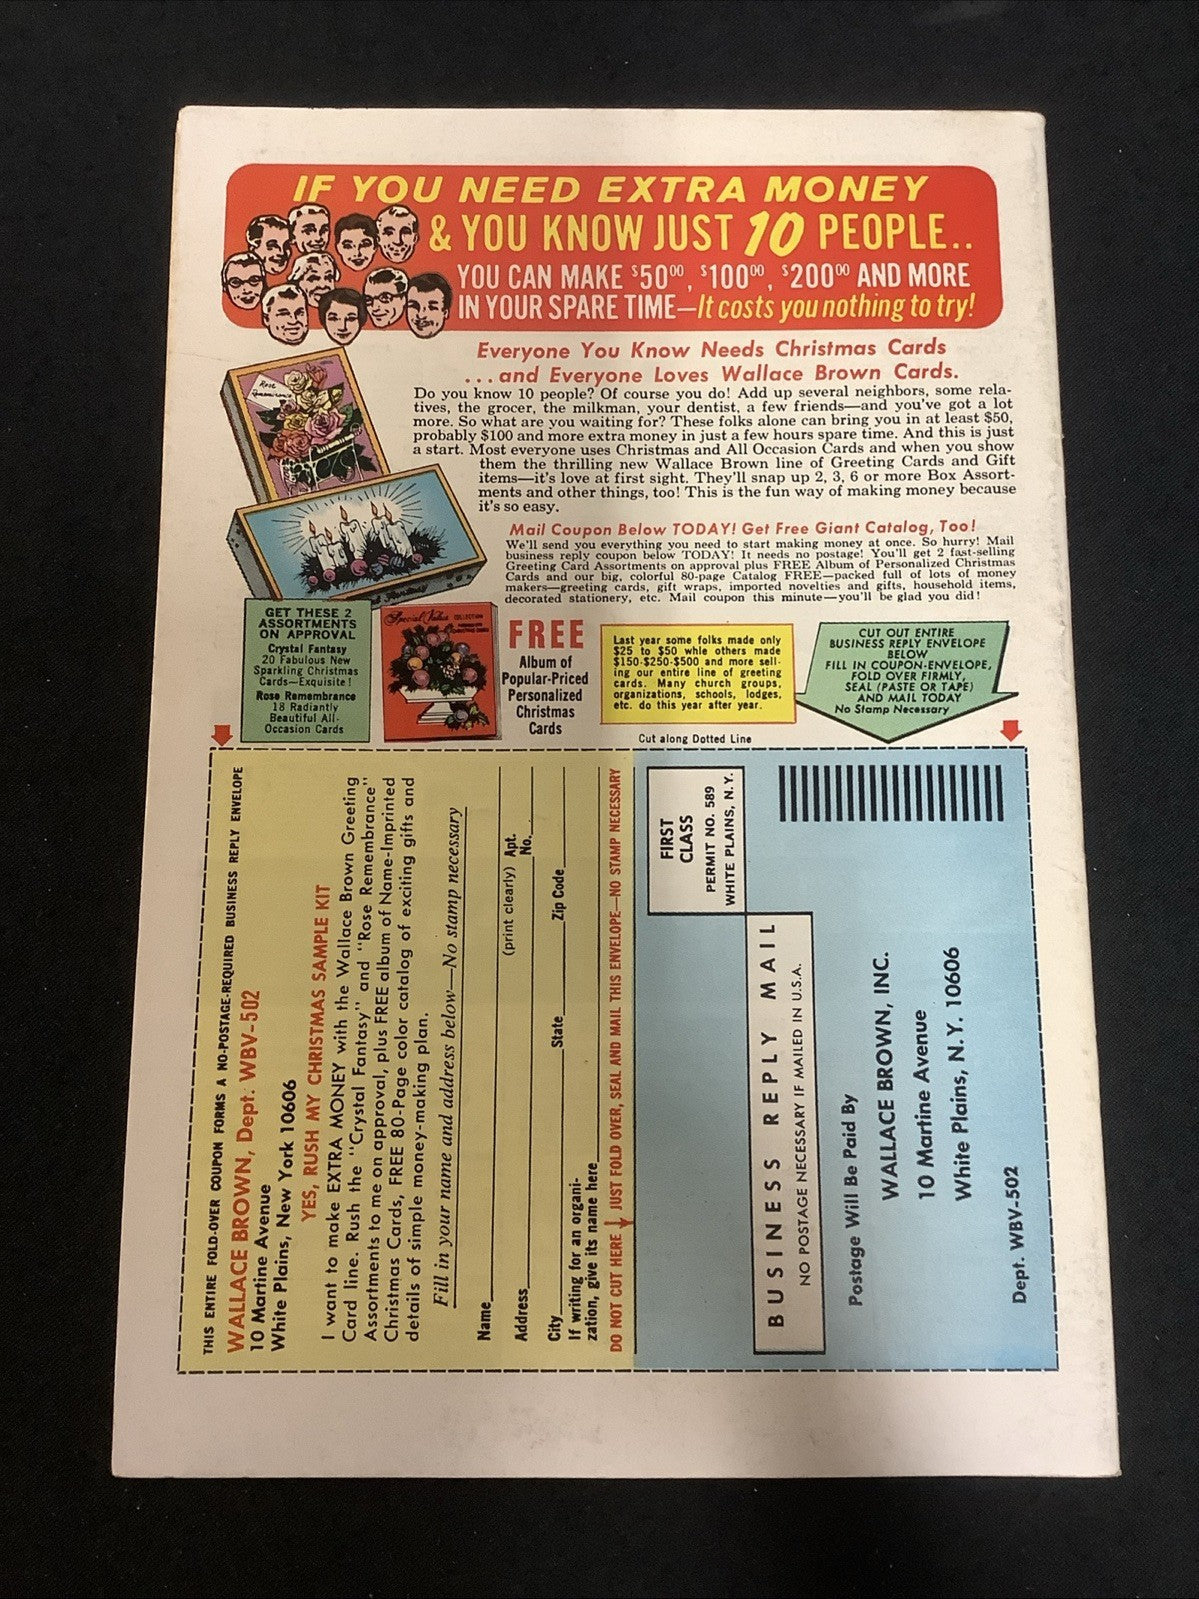 IF YOU NEED EXTRA MONEY
& YOU KNOW JUST 10 PEOPLE..
YOU CAN MAKE $50⁰⁰, $100⁰⁰, $200⁰⁰ AND MORE
IN YOUR SPARE TIME—It costs you nothing to try!
Everyone You Know Needs Christmas Cards
...and Everyone Loves Wallace Brown Cards.
Do you know 10 people? Of course you do! Add up several neighbors, some rela-
tives, the grocer, the milkman, your dentist, a few friends—and you've got a lot
more. So what are you waiting for? These folks alone can bring you in at least $50,
probably $100 and more extra money in just a few hours spare time. And this is just
a start. Most everyone uses Christmas and All Occasion Cards and when you show
them the thrilling new Wallace Brown line of Greeting Cards and Gift
items—it's love at first sight. They'll snap up 2, 3, 6 or more Box Assort-
ments and other things, too! This is the fun way of making money because
it's so easy.
Rose
Remembrance
Mail Coupon Below TODAY! Get Free Giant Catalog, Too!
We'll send you everything you need to start making money at once. So hurry! Mail
business reply coupon below TODAY! It needs no postage! You'll get 2 fast-selling
Greeting Card Assortments on approval plus FREE Album of Personalized Christmas
Cards and our big, colorful 80-page Catalog FREE—packed full of lots of money
makers—greeting cards, gift wraps, imported novelties and gifts, household items,
decorated stationery, etc. Mail coupon this minute—you'll be glad you did!
GET THESE 2
ASSORTMENTS
ON APPROVAL
Crystal Fantasy
20 Fabulous New
Sparkling Christmas
Cards—Exquisite!
Rose Remembrance
18 Radiantly
Beautiful All-
Occasion Cards
Special Value COLLECTION
FREE
Album of
Popular-Priced
Personalized
Christmas
Cards
Last year some folks made only
$25 to $50 whle others made
$150-$250-$500 and more sell-
ing our entire line of greeting
cards. Many church groups,
organizations, schools, lodges,
etc. do this year after year.
CUT OUT ENTIRE
BUSINESS REPLY ENVELOPE
BELOW
FILL IN COUPON-ENVELOPE,
FOLD OVER FIRMLY,
SEAL (PASTE OR TAPE)
AND MAIL TODAY
No Stamp Necessary
Cut along Dotted Line
THIS ENTIRE FOLD-OVER COUPON FORMS A NO-POSTAGE-REQUIRED BUSINESS REPLY ENVELOPE
WALLACE BROWN, Dept. WBV-502
10 Martine Avenue
White Plains, New York 10606
YES, RUSH MY CHRISTMAS SAMPLE KIT
I want to make EXTRA MONEY with the Wallace Brown Greeting
Card line. Rush the "Crystal Fantasy" and "Rose Remembrance"
Assortments to me on approval, plus FREE album of Name-Imprinted
Christmas Cards, FREE 80-Page color catalog of exciting gifts and
details of simple money-making plan.
Fill in your name and address below—No stamp necessary
Name
(print clearly) Apt.
Address No.
City State Zip Code
If writing for an organi-
zation, give its name here
DO NOT CUT HERE JUST FOLD OVER, SEAL AND MAIL THIS ENVELOPE—NO STAMP NECESSARY
FIRST
CLASS
PERMIT NO. 589
WHITE PLAINS, N.Y.
BUSINESS REPLY MAIL
NO POSTAGE NECESSARY IF MAILED IN U.S.A.
Postage Will Be Paid By
WALLACE BROWN, INC.
10 Martine Avenue
White Plains, N.Y. 10606
Dept. WBV-502